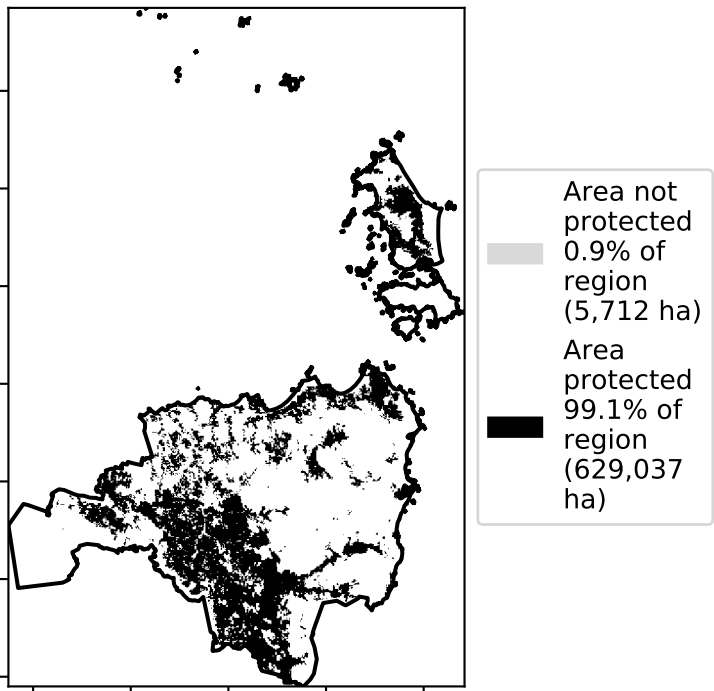 Area not
protected
0.9% of
region
(5,712 ha)
Area
protected
99.1% of
region
(629,037
ha)